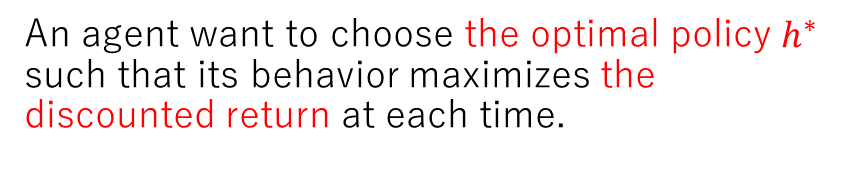 An agent want to choose the optimal policy h*
such that its behavior maximizes the
discounted return at each time.